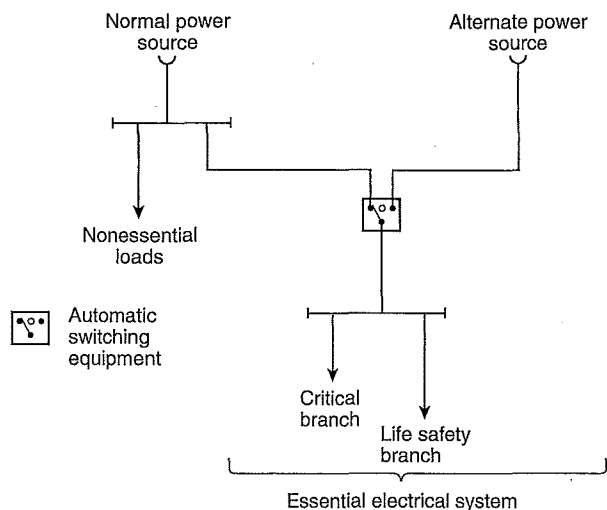 Normal power
source
Alternate power
source
Nonessential
loads
Automatic
switching
equipment
Critical
branch
Life safety
branch
Essential electrical system